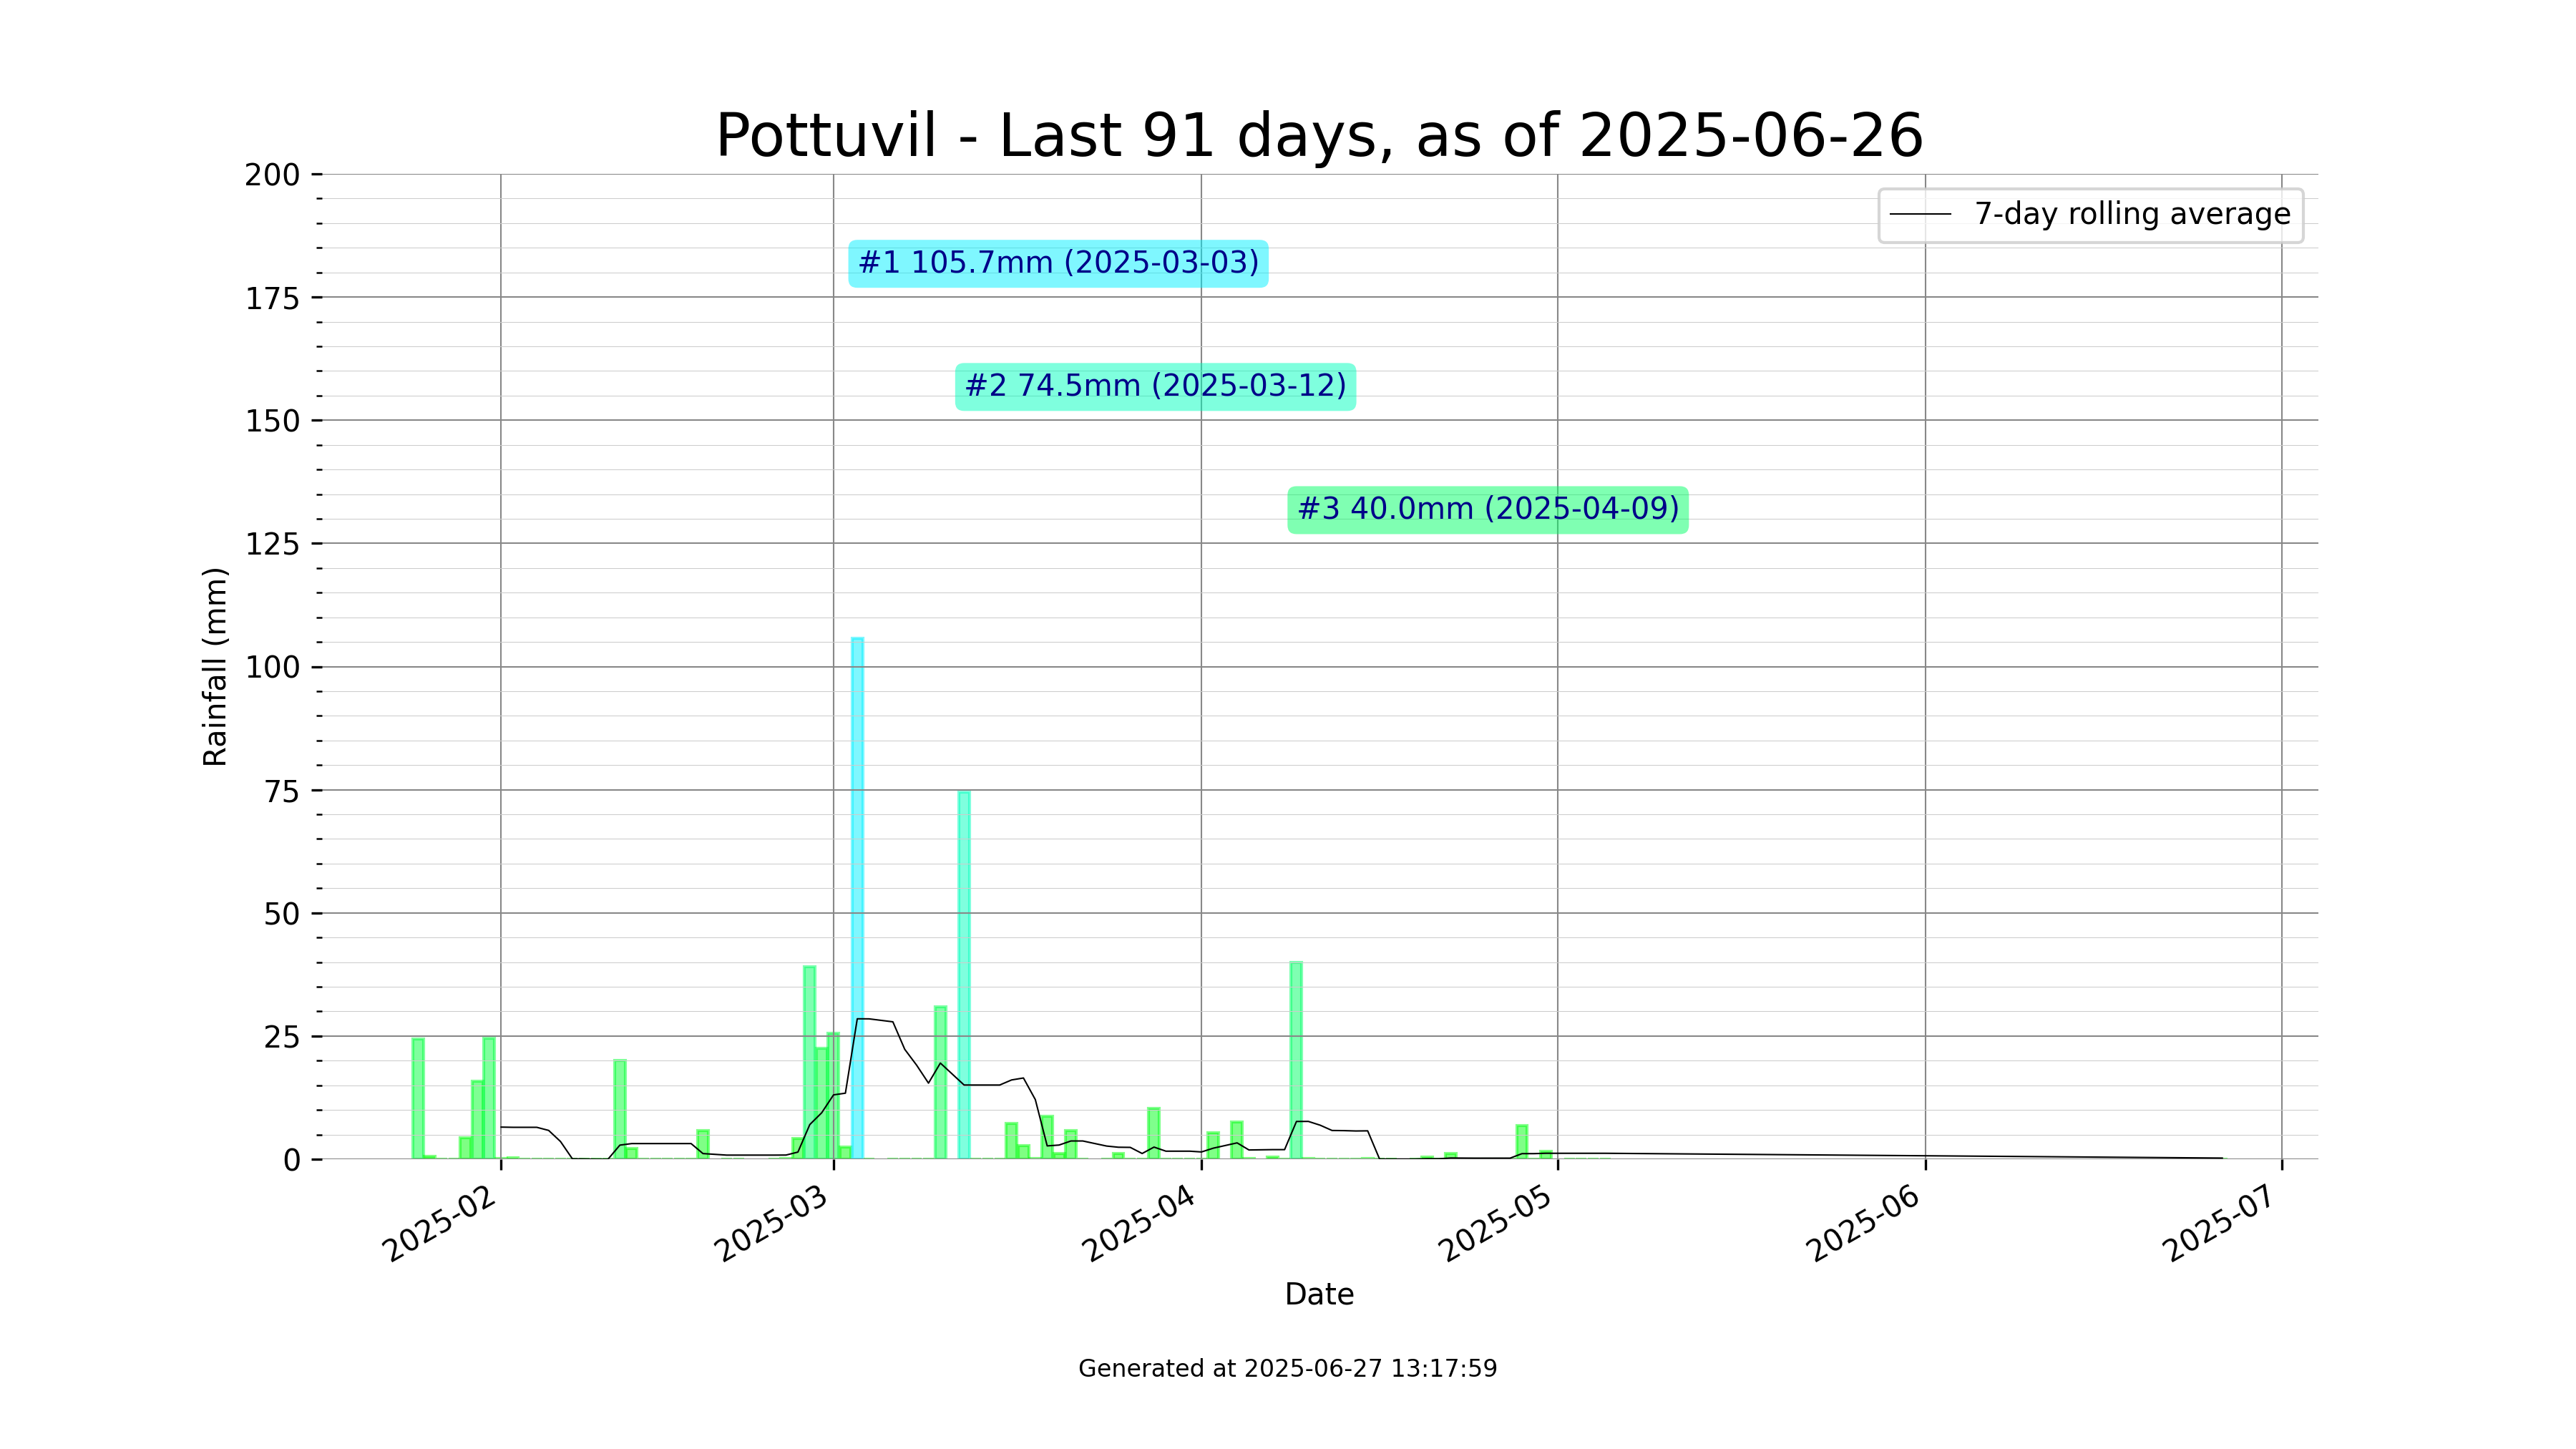 Pottuvil - Last 91 days, as of 2025-06-26
7-day rolling average
#1 105.7mm (2025-03-03)
#2 74.5mm (2025-03-12)
#3 40.0mm (2025-04-09)
Rainfall (mm)
200
175
150
125
100
75
50
25
0
2025-02
2025-03
2025-04
2025-05
2025-06
2025-07
Date
Generated at 2025-06-27 13:17:59